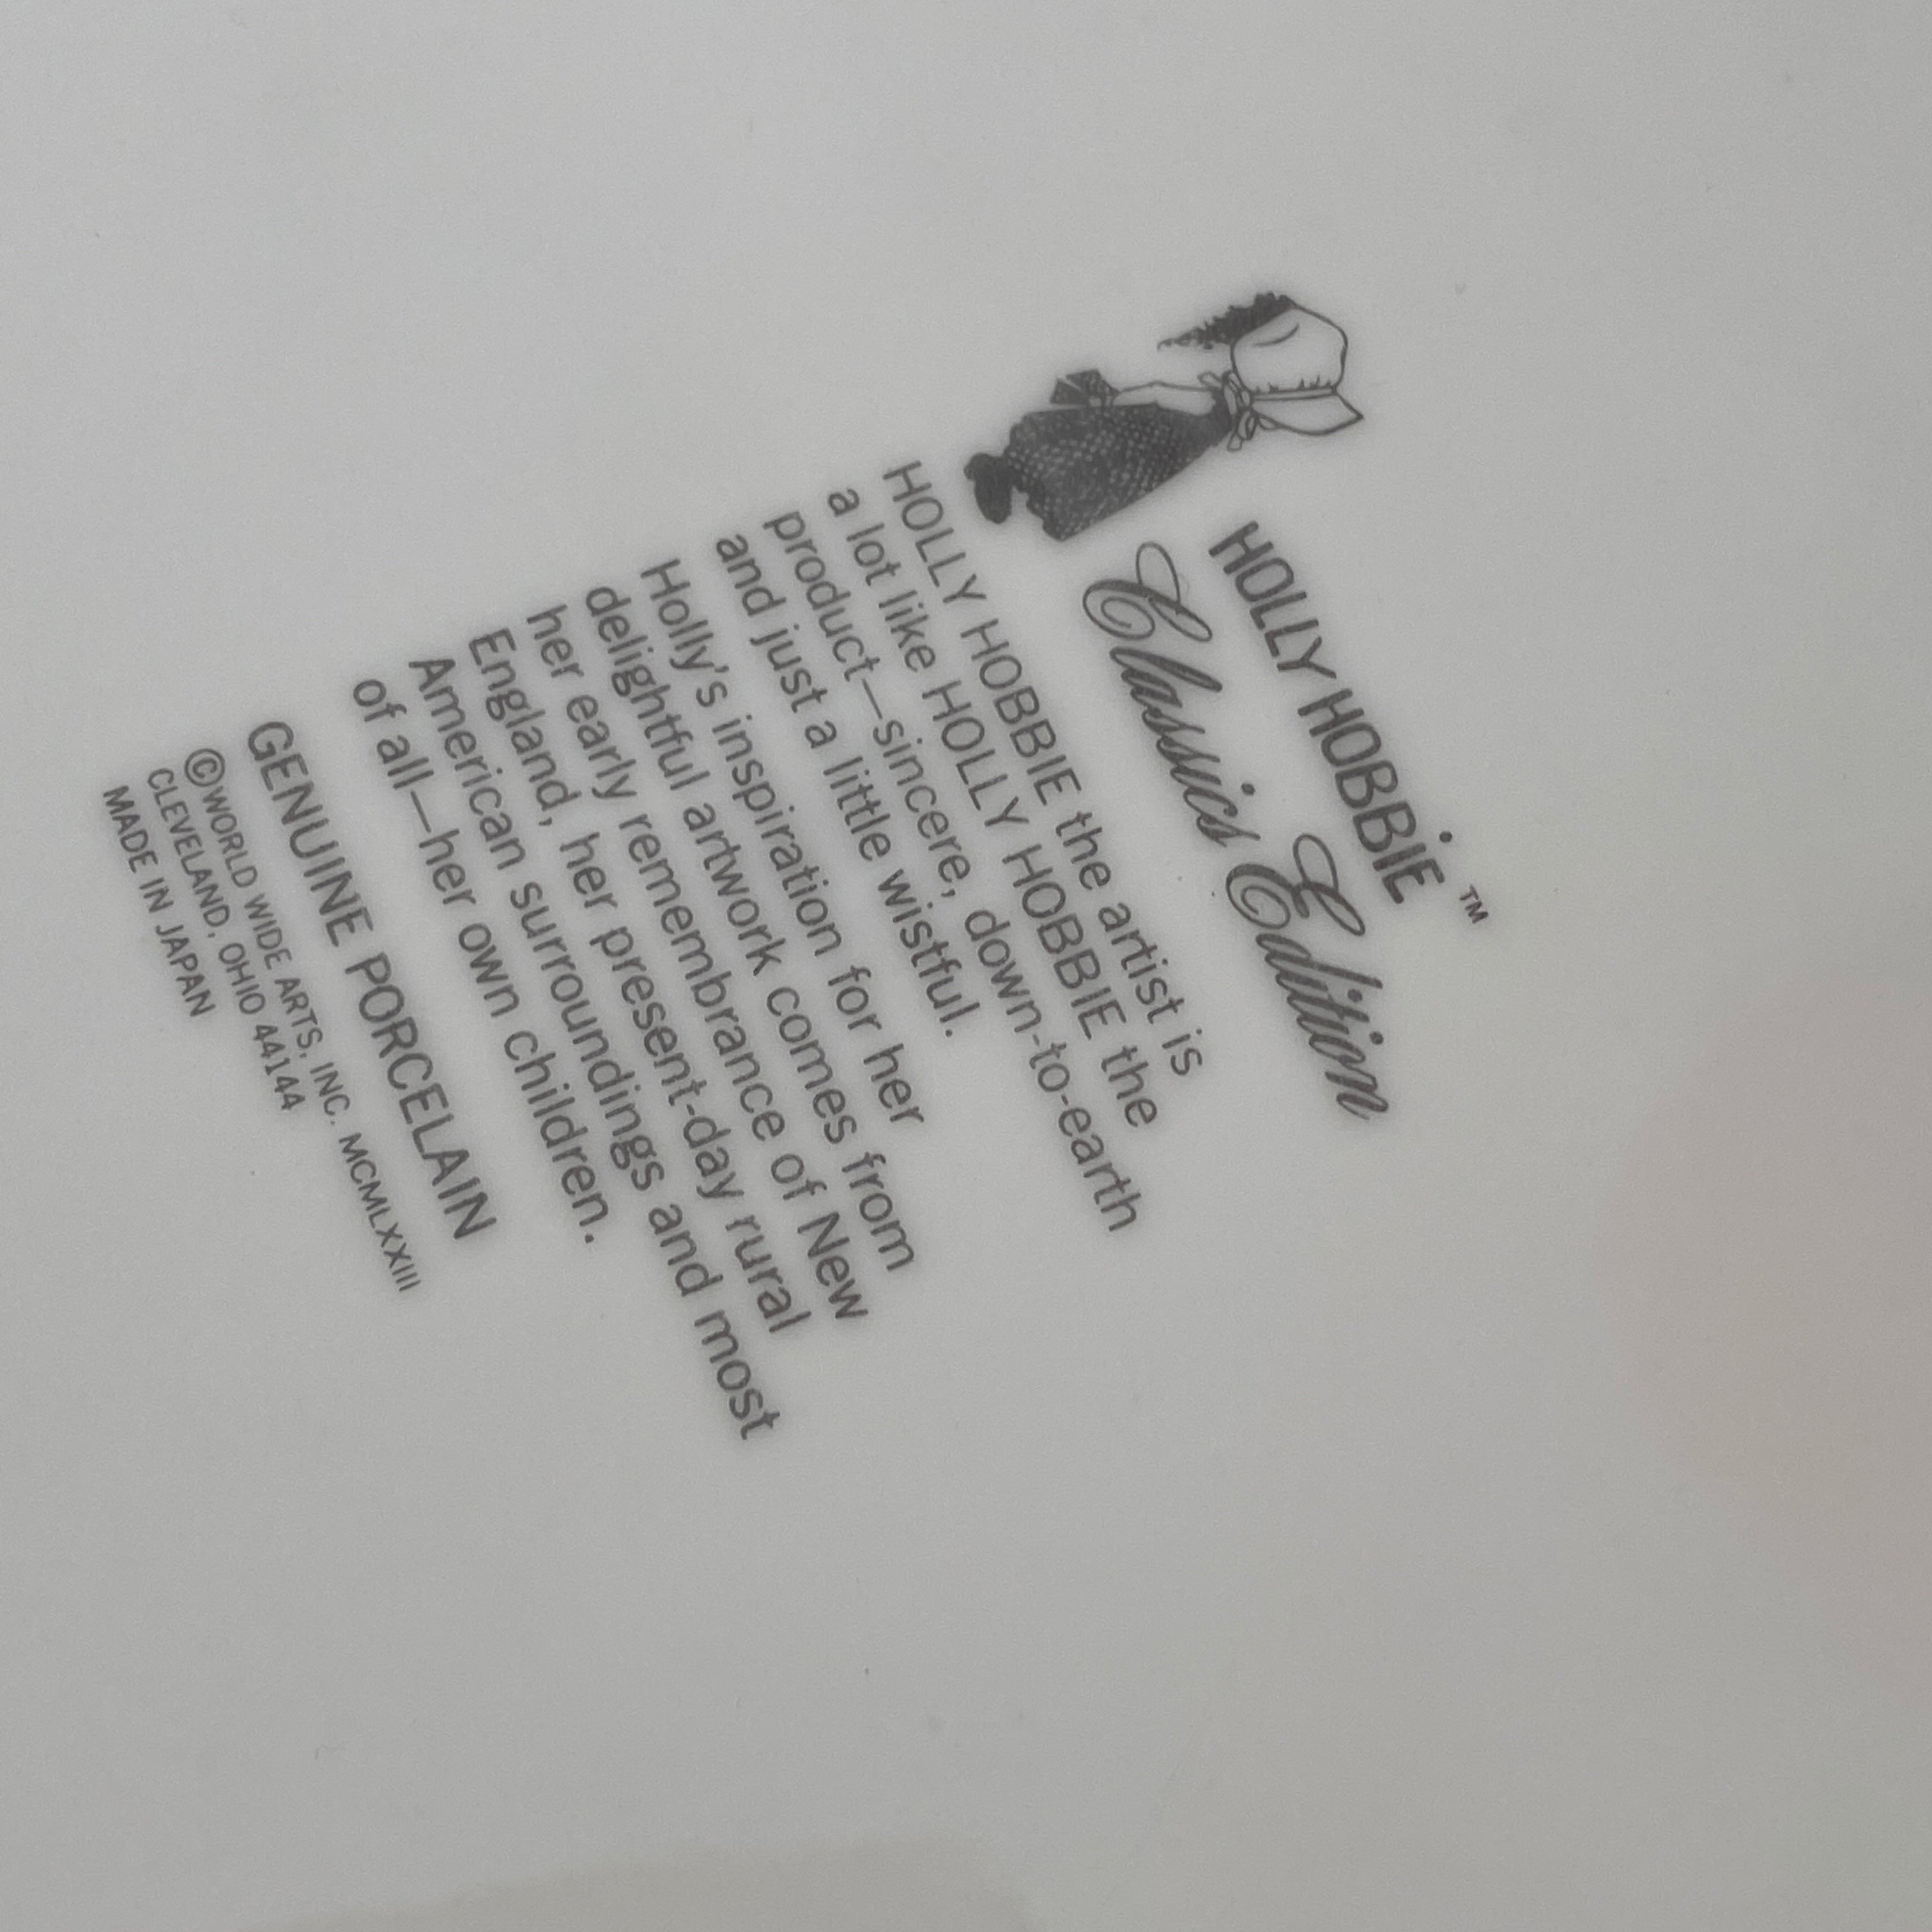 HOLLY HOBBIE™
Classics Edition
HOLLY HOBBIE the artist is
a lot like HOLLY HOBBIE the
product—sincere, down-to-earth
and just a little wistful.
Holly's inspiration for her
delightful artwork comes from
her early remembrance of New
England, her present-day rural
American surroundings and most
of all—her own children.
GENUINE PORCELAIN
©WORLD WIDE ARTS, INC. MCMLXXIII
CLEVELAND, OHIO 44144
MADE IN JAPAN